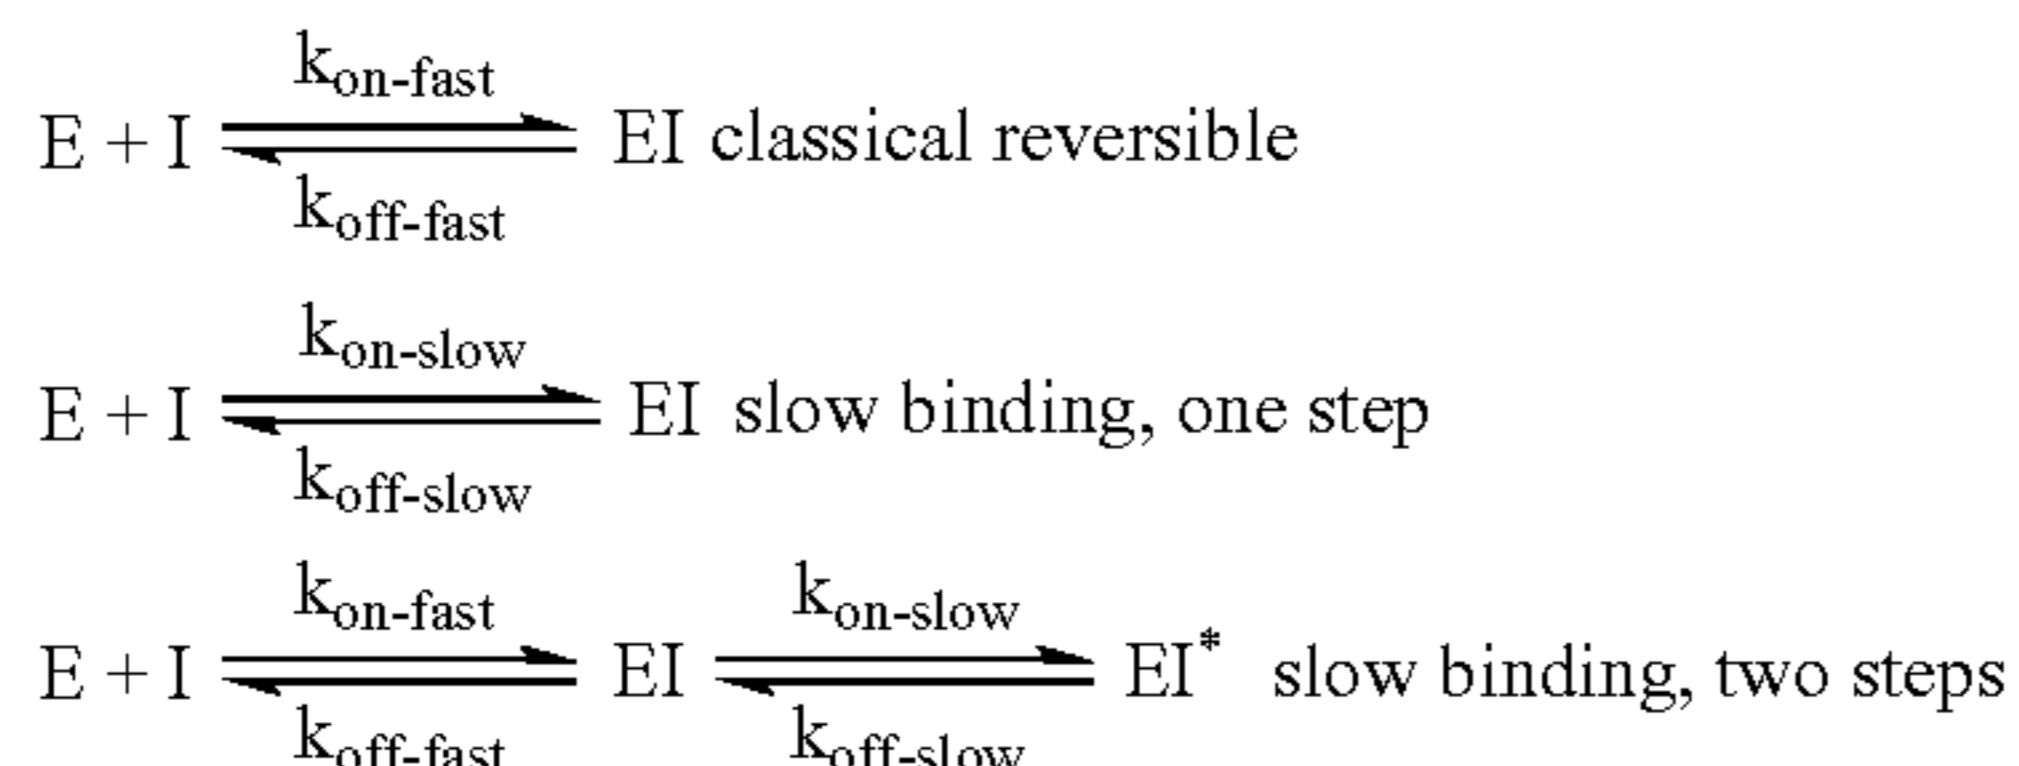 k_on-fast
E + I ⇌ EI classical reversible
k_off-fast
k_on-slow
E + I ⇌ EI slow binding, one step
k_off-slow
k_on-fast k_on-slow
E + I ⇌ EI ⇌ EI* slow binding, two steps
k_off-fast k_off-slow